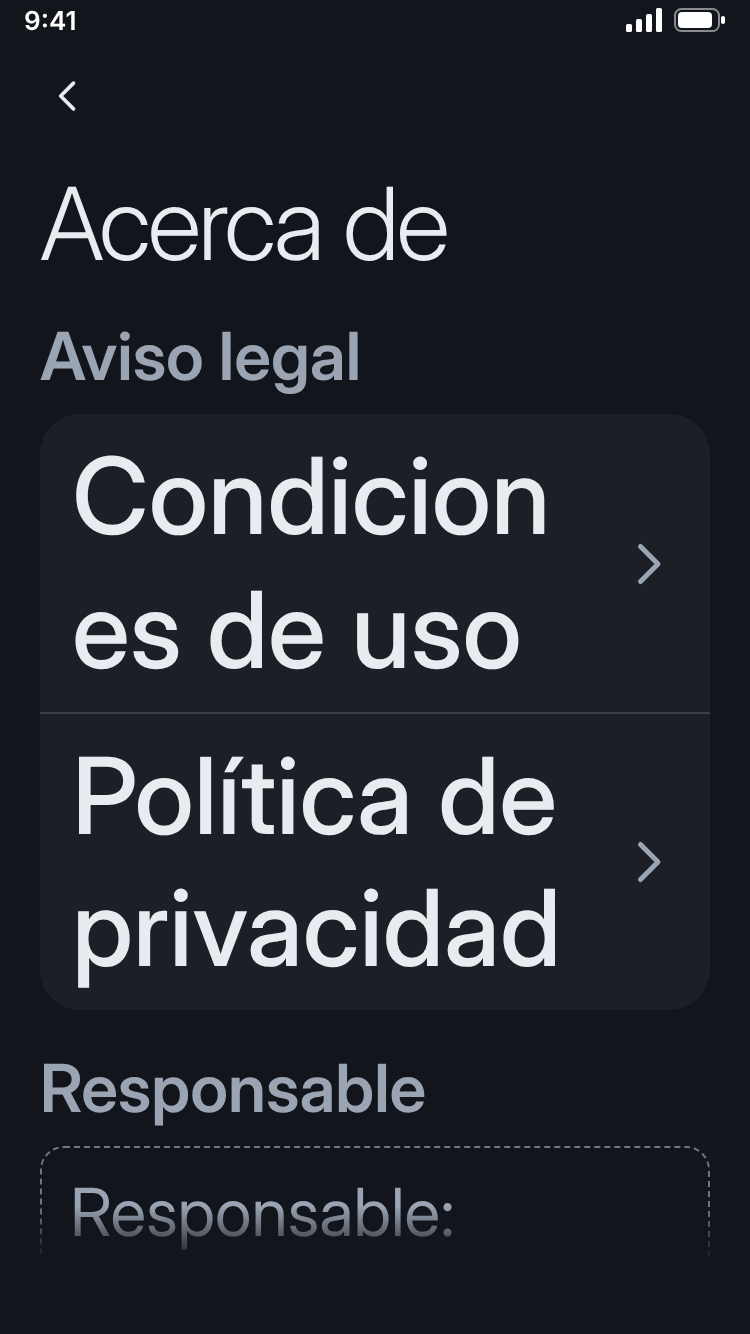 9:41
Acerca de
Aviso legal
Condicion
es de uso
Política de
privacidad
Responsable
Responsable: